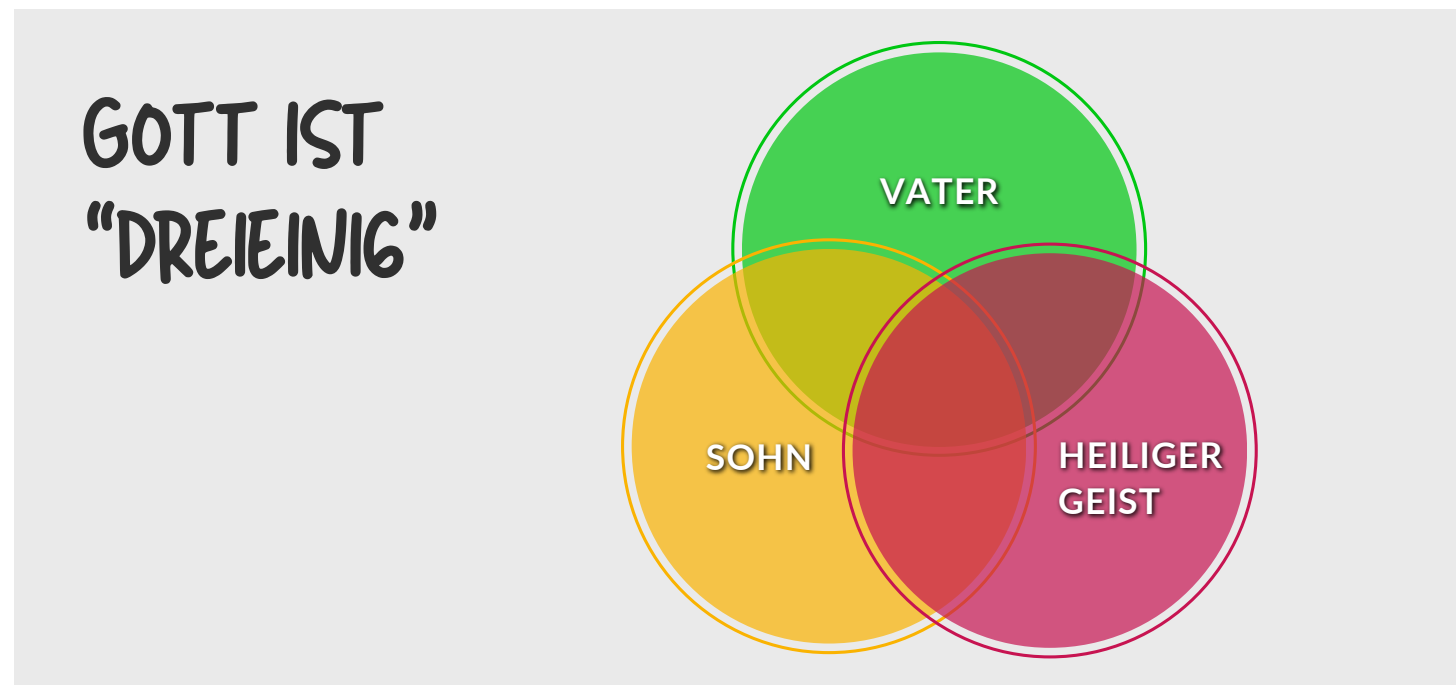 GOTT IST
“DREIEINIG”
VATER
SOHN
HEILIGER
GEIST